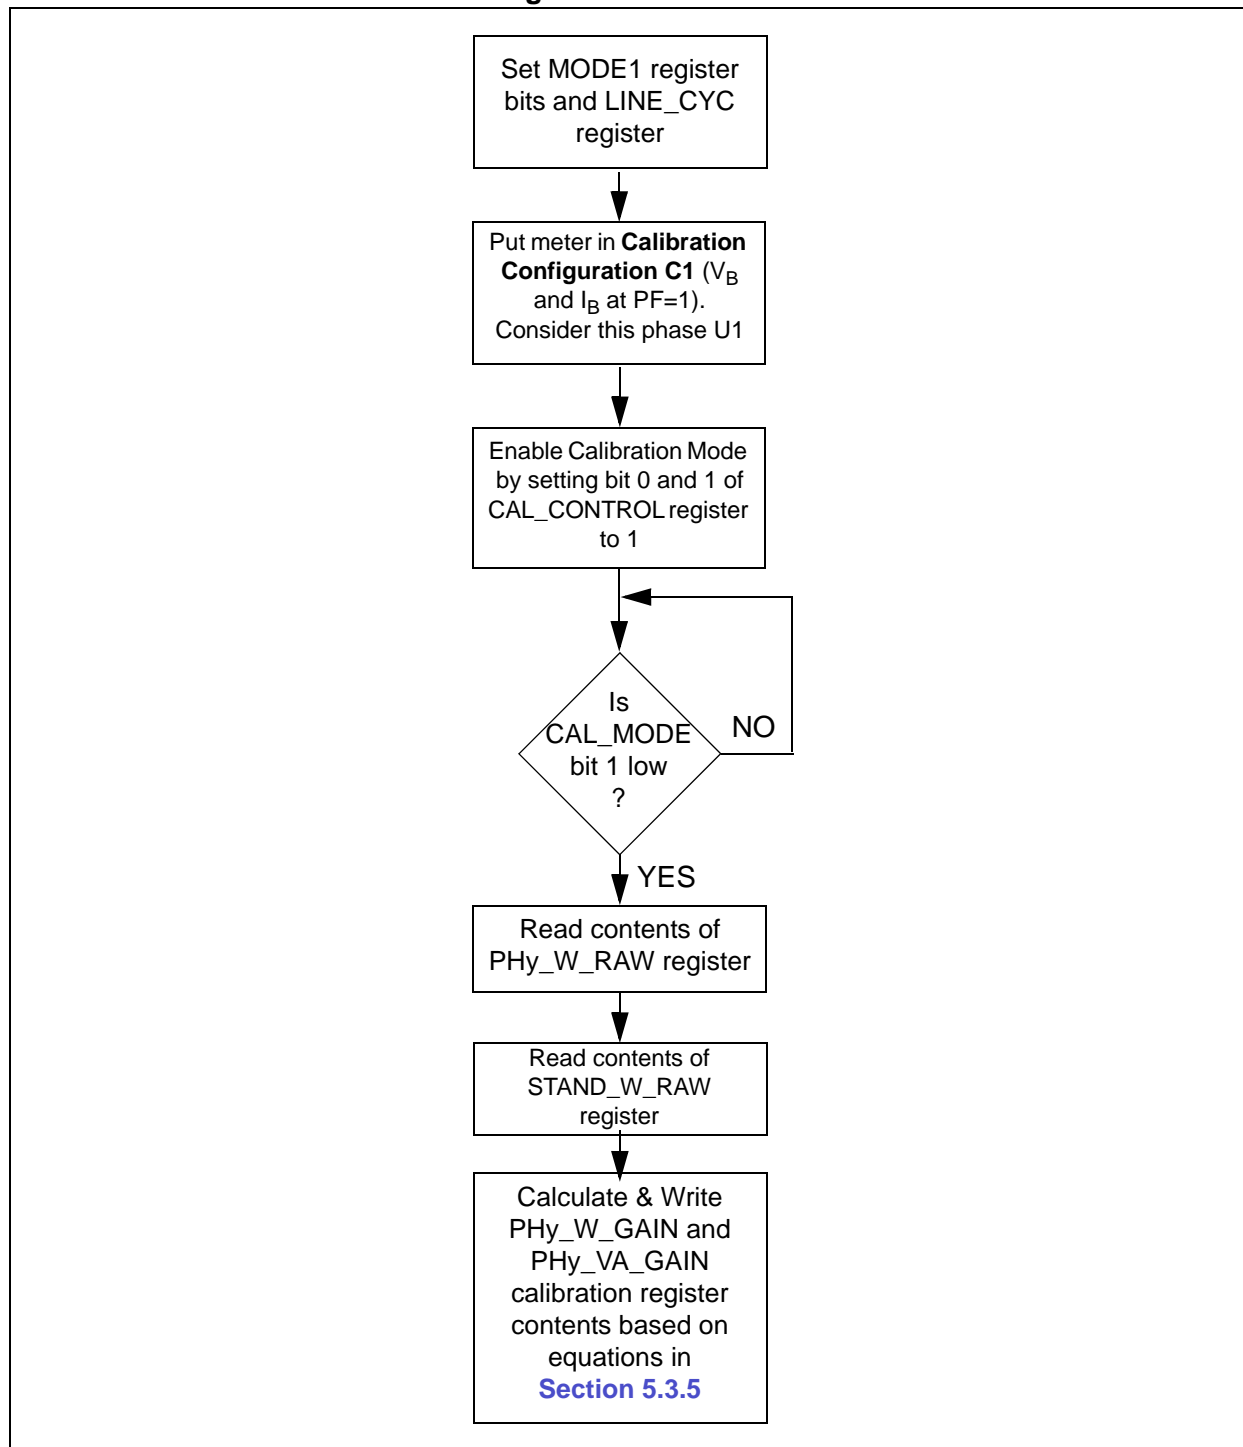 Set MODE1 register
bits and LINE_CYC
register
Put meter in Calibration
Configuration C1 (VB
and IB at PF=1).
Consider this phase U1
Enable Calibration Mode
by setting bit 0 and 1 of
CAL_CONTROL register
to 1
Is
CAL_MODE
bit 1 low
?
NO
YES
Read contents of
PHy_W_RAW register
Read contents of
STAND_W_RAW
register
Calculate & Write
PHy_W_GAIN and
PHy_VA_GAIN
calibration register
contents based on
equations in
Section 5.3.5